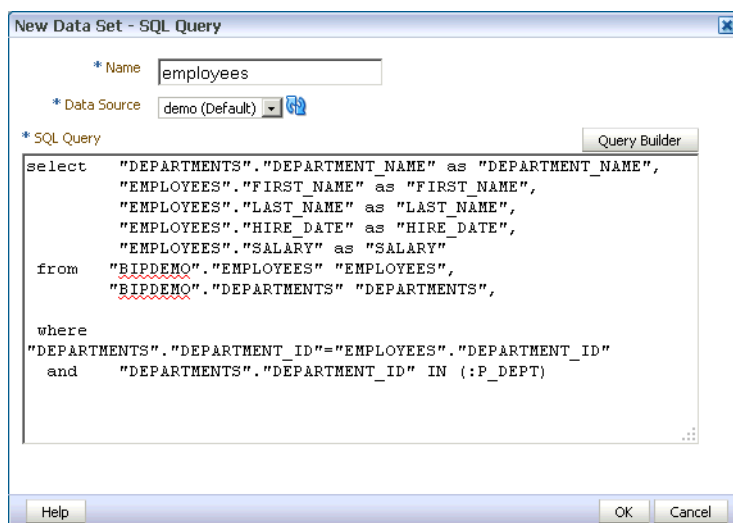 New Data Set - SQL Query
* Name employees
* Data Source demo (Default)
* SQL Query Query Builder
select "DEPARTMENTS"."DEPARTMENT_NAME" as "DEPARTMENT_NAME",
"EMPLOYEES"."FIRST_NAME" as "FIRST_NAME",
"EMPLOYEES"."LAST_NAME" as "LAST_NAME",
"EMPLOYEES"."HIRE_DATE" as "HIRE_DATE",
"EMPLOYEES"."SALARY" as "SALARY"
from "BIPDEMO"."EMPLOYEES" "EMPLOYEES",
"BIPDEMO"."DEPARTMENTS" "DEPARTMENTS",
where
"DEPARTMENTS"."DEPARTMENT_ID"="EMPLOYEES"."DEPARTMENT_ID"
and "DEPARTMENTS"."DEPARTMENT_ID" IN (:P_DEPT)
Help OK Cancel